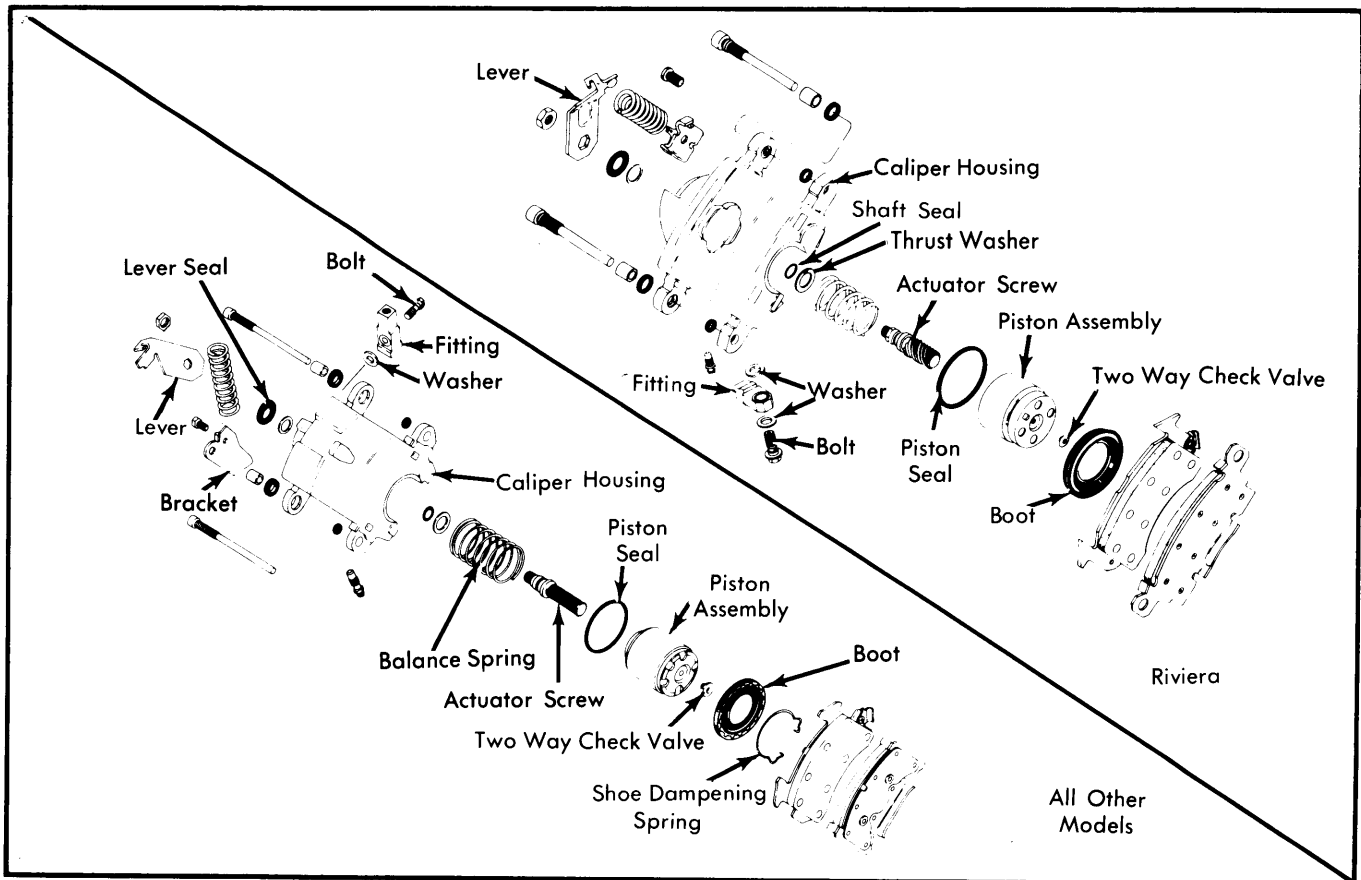 Lever
Caliper Housing
Shaft Seal
Thrust Washer
Actuator Screw
Piston Assembly
Two Way Check Valve
Fitting
Washer
Bolt
Piston
Seal
Boot
Riviera
Lever Seal
Bolt
Fitting
Washer
Lever
Bracket
Caliper Housing
Piston
Seal
Piston
Assembly
Balance Spring
Actuator Screw
Boot
Two Way Check Valve
Shoe Dampening
Spring
All Other
Models